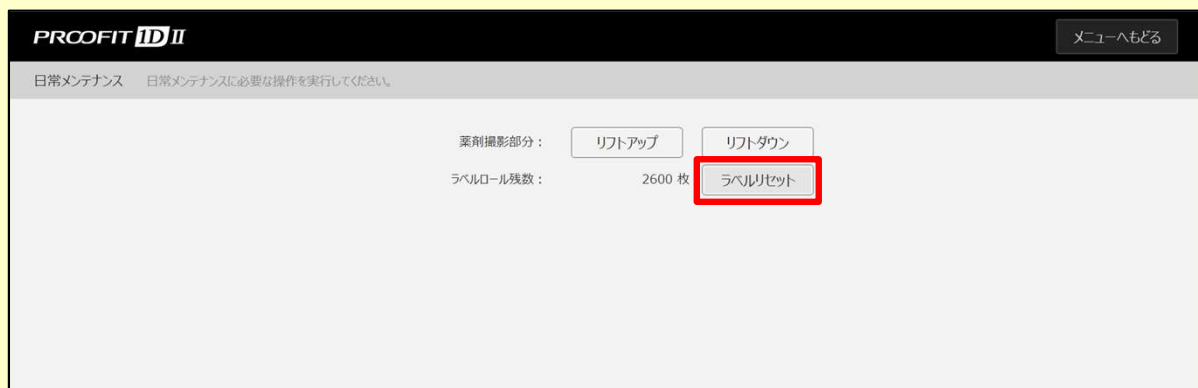 PROOFIT 1D II
メニューへもどる
日常メンテナンス 日常メンテナンスに必要な操作を実行してください。
薬剤撮影部分： リフトアップ リフトダウン
ラベルロール残数： 2600 枚 ラベルリセット